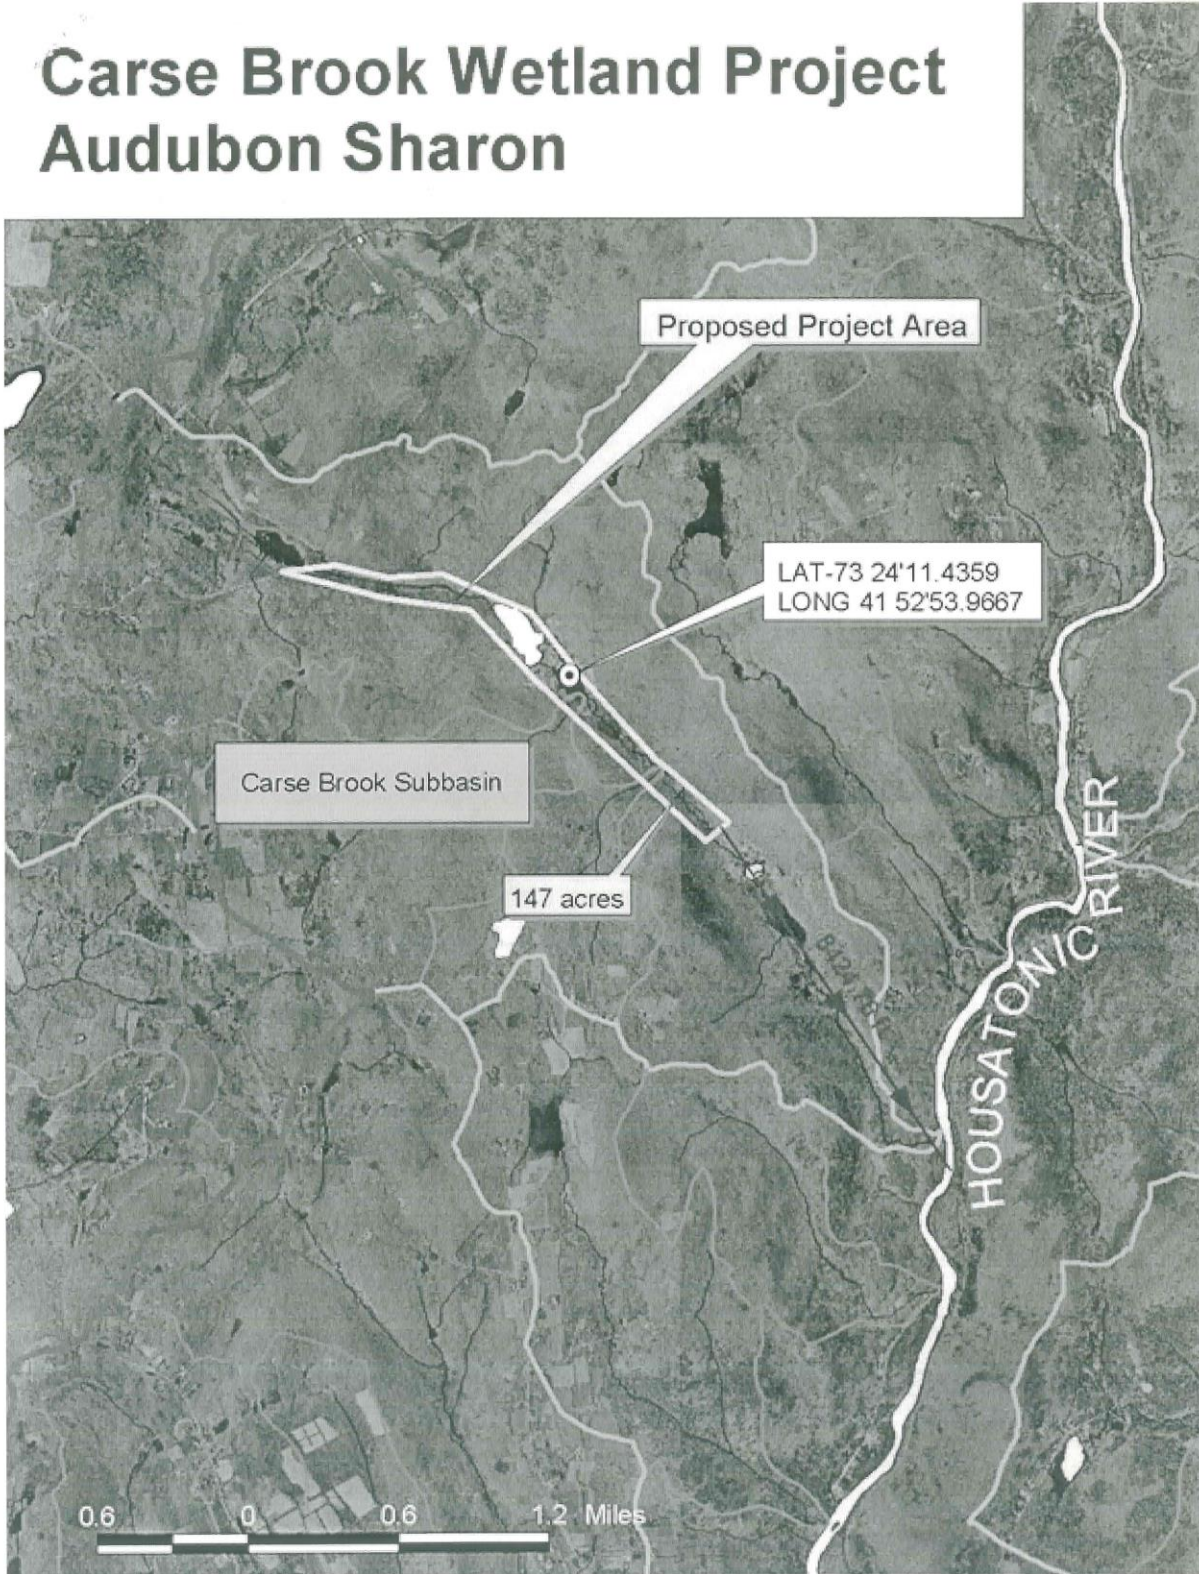 Carse Brook Wetland Project
Audubon Sharon
Proposed Project Area
LAT-73 24'11.4359
LONG 41 52'53.9667
Carse Brook Subbasin
147 acres
HOUSATONIC RIVER
0.6 0 0.6 1.2 Miles